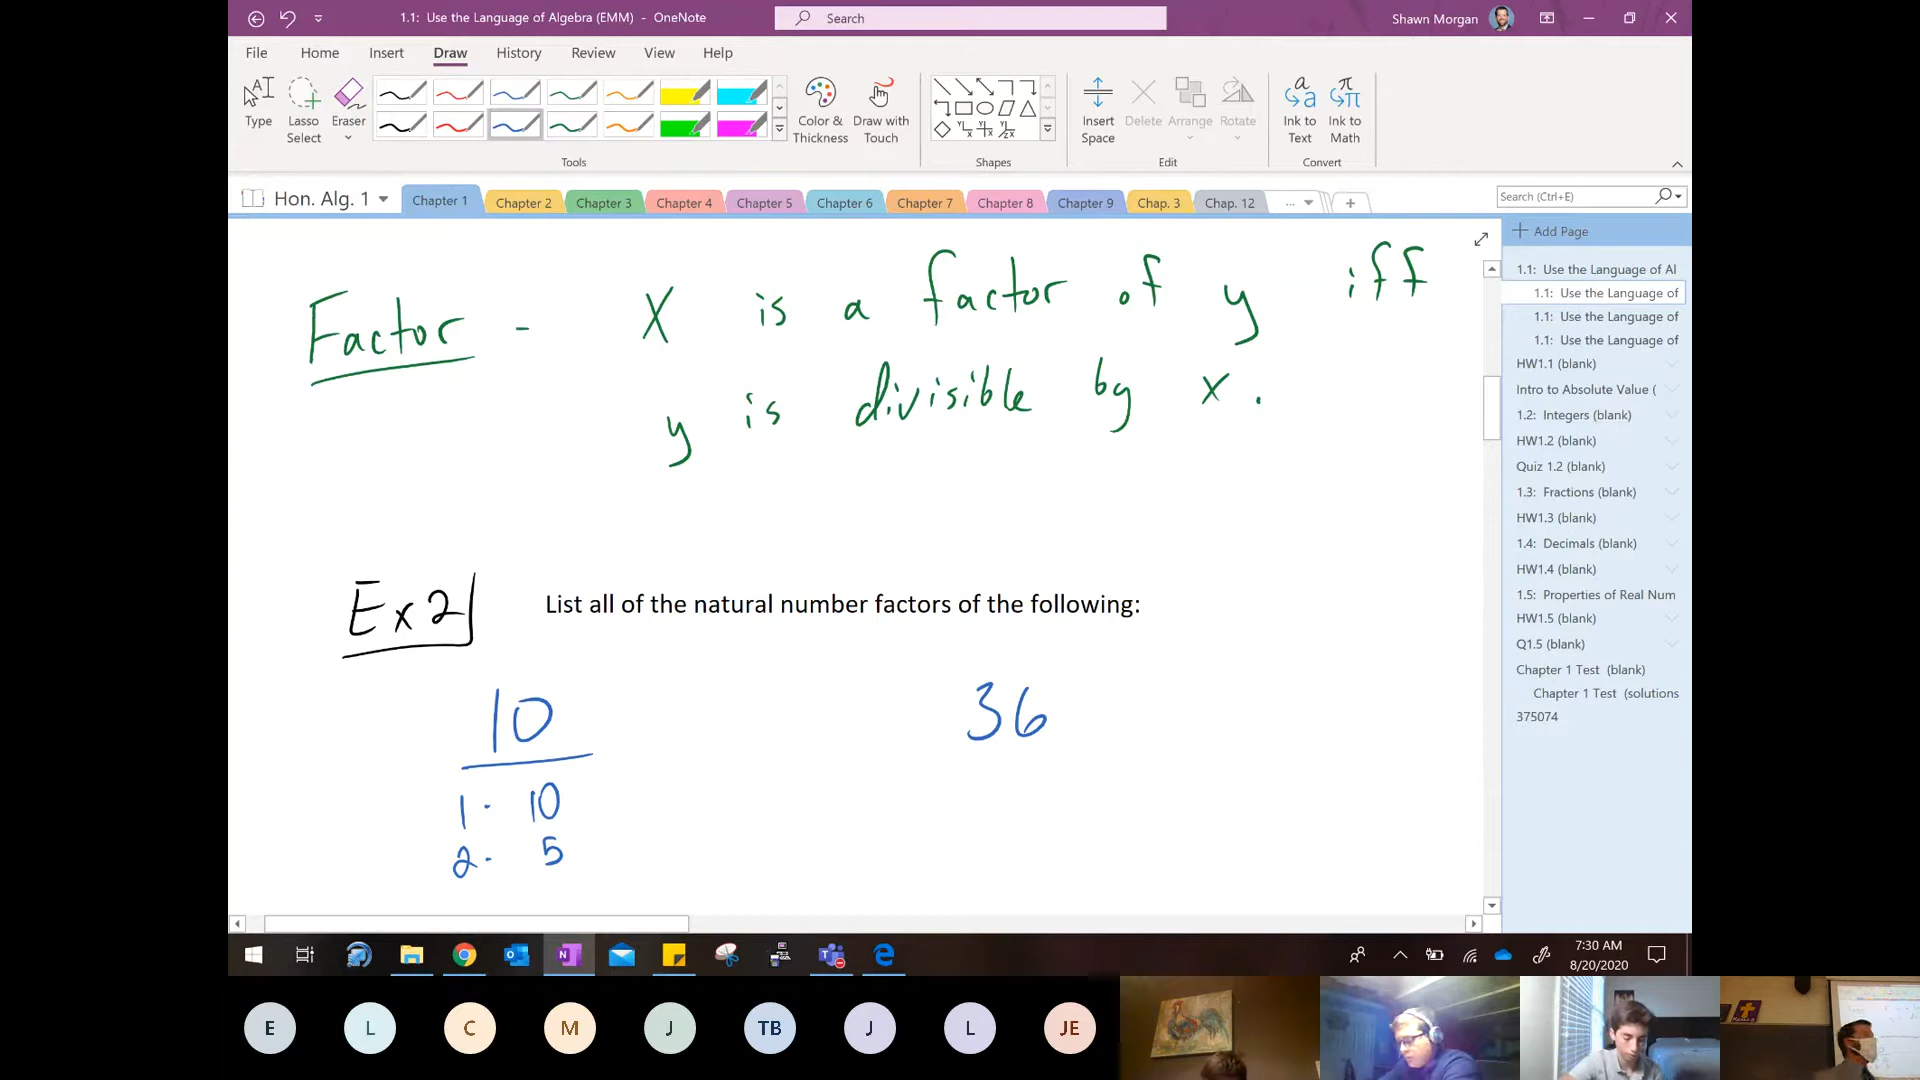 1.1: Use the Language of Algebra (EMM) - OneNote
Search
Shawn Morgan
File Home Insert Draw History Review View Help
Type
Lasso Select
Eraser
Color & Thickness
Draw with Touch
Insert Space
Delete
Arrange
Rotate
Ink to Text
Ink to Math
Tools
Shapes
Edit
Convert
Hon. Alg. 1
Chapter 1 Chapter 2 Chapter 3 Chapter 4 Chapter 5 Chapter 6 Chapter 7 Chapter 8 Chapter 9 Chap. 3 Chap. 12 ...
Search (Ctrl+E)
Factor - X is a factor of y iff
y is divisible by x.
Ex 2 List all of the natural number factors of the following:
10 36
1 · 10
2 · 5
Add Page
1.1: Use the Language of Al
1.1: Use the Language of
1.1: Use the Language of
1.1: Use the Language of
HW1.1 (blank)
Intro to Absolute Value (
1.2: Integers (blank)
HW1.2 (blank)
Quiz 1.2 (blank)
1.3: Fractions (blank)
HW1.3 (blank)
1.4: Decimals (blank)
HW1.4 (blank)
1.5: Properties of Real Num
HW1.5 (blank)
Q1.5 (blank)
Chapter 1 Test (blank)
Chapter 1 Test (solutions
375074
7:30 AM
8/20/2020
E L C M J TB J L JE